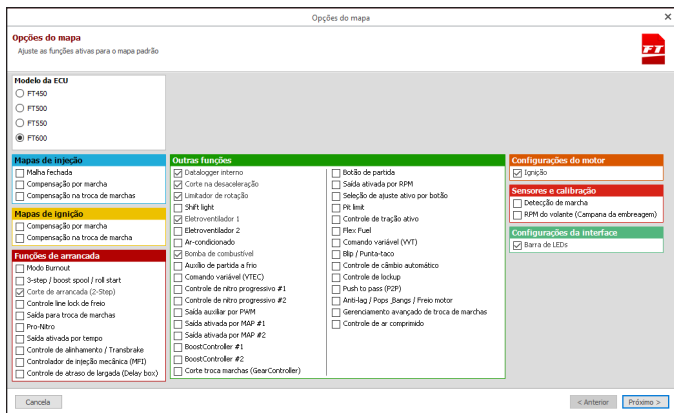 Opções do mapa
Opções do mapa
Ajuste as funções ativas para o mapa padrão
FT
Modelo da ECU
FT450
FT500
FT550
FT600
Mapas de injeção
Malha fechada
Compensação por marcha
Compensação na troca de marchas
Mapas de ignição
Compensação por marcha
Compensação na troca de marchas
Funções de arrancada
Modo Burnout
3-step / boost spool / roll start
Corte de arrancada (2-Step)
Controle line lock de freio
Saída para troca de marchas
Pro-Nitro
Saída ativada por tempo
Controle de alinhamento / Transbrake
Controlador de injeção mecânica (MFI)
Controle de atraso de largada (Delay box)
Outras funções
Datalogger interno
Corte na desaceleração
Limitador de rotação
Shift light
Eletroventilador 1
Eletroventilador 2
Ar-condicionado
Bomba de combustível
Auxílio de partida a frio
Comando variável (VTEC)
Controle de nitro progressivo #1
Controle de nitro progressivo #2
Saída auxiliar por PWM
Saída ativada por MAP #1
Saída ativada por MAP #2
BoostController #1
BoostController #2
Corte troca marchas (GearController)
Botão de partida
Saída ativada por RPM
Seleção de ajuste ativo por botão
Pit limit
Controle de tração ativo
Flex Fuel
Comando variável (VVT)
Blip / Punta-taco
Controle de câmbio automático
Controle de lockup
Push to pass (P2P)
Anti-lag / Pops_Bangs / Freio motor
Gerenciamento avançado de troca de marchas
Controle de ar comprimido
Configurações do motor
Ignição
Sensores e calibração
Detecção de marcha
RPM do volante (Campana da embreagem)
Configurações da interface
Barra de LEDs
Cancela
< Anterior
Próximo >